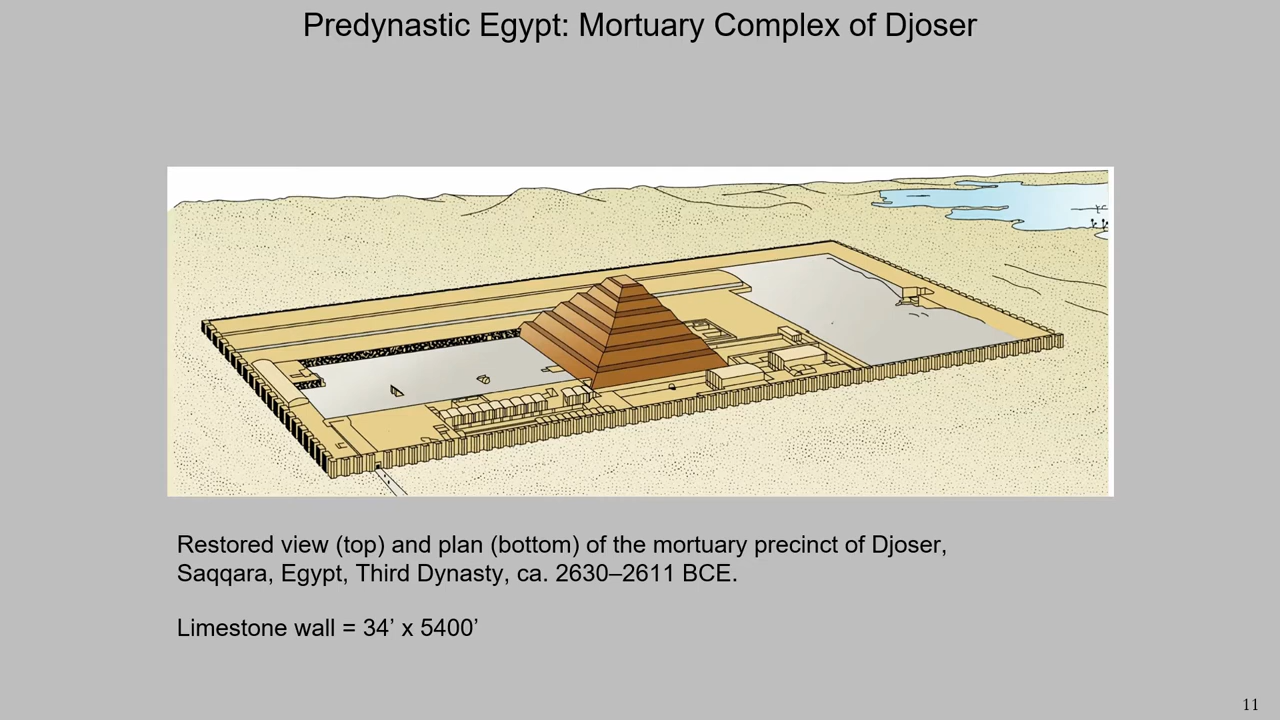 Predynastic Egypt: Mortuary Complex of Djoser
Restored view (top) and plan (bottom) of the mortuary precinct of Djoser,
Saqqara, Egypt, Third Dynasty, ca. 2630–2611 BCE.
Limestone wall = 34’ x 5400’
11